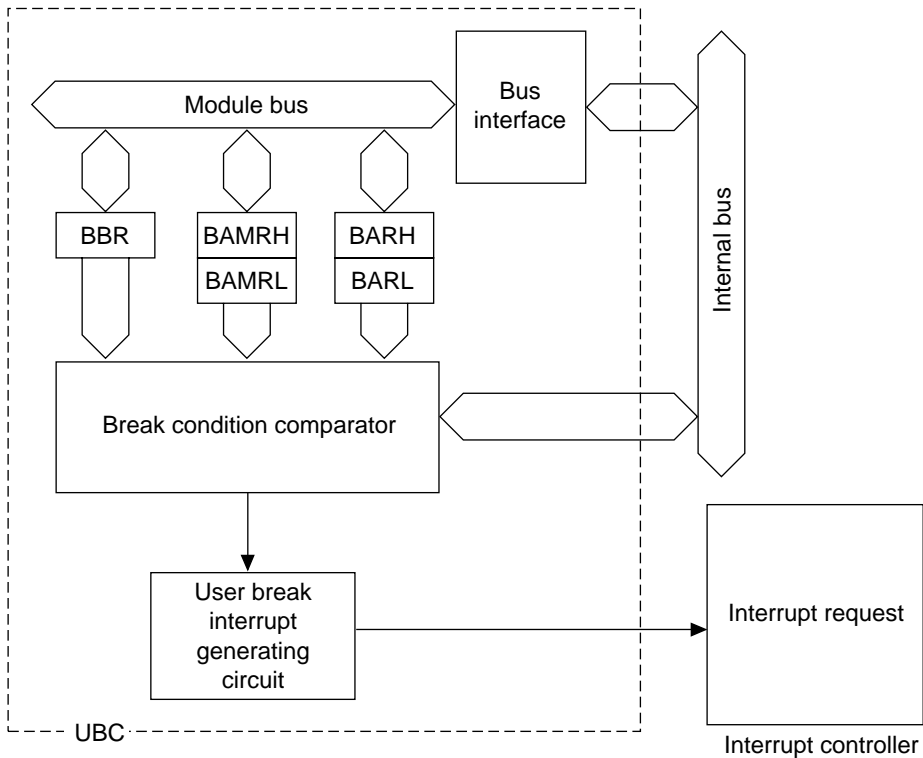 Module bus
Bus
interface
BBR
BAMRH
BARH
BAMRL
BARL
Internal bus
Break condition comparator
User break
interrupt
generating
circuit
Interrupt request
UBC
Interrupt controller